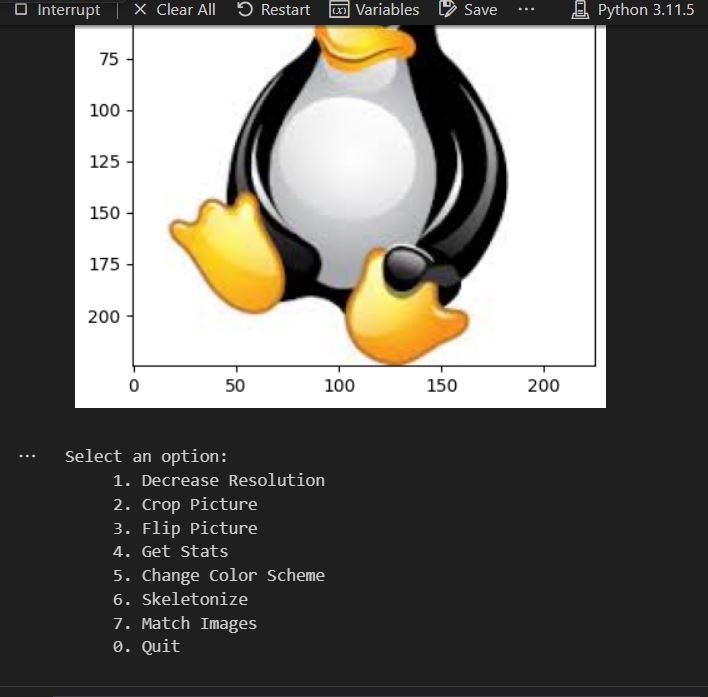 Interrupt | Clear All Restart Variables Save ... Python 3.11.5
75
100
125
150
175
200
0 50 100 150 200
... Select an option:
1. Decrease Resolution
2. Crop Picture
3. Flip Picture
4. Get Stats
5. Change Color Scheme
6. Skeletonize
7. Match Images
0. Quit